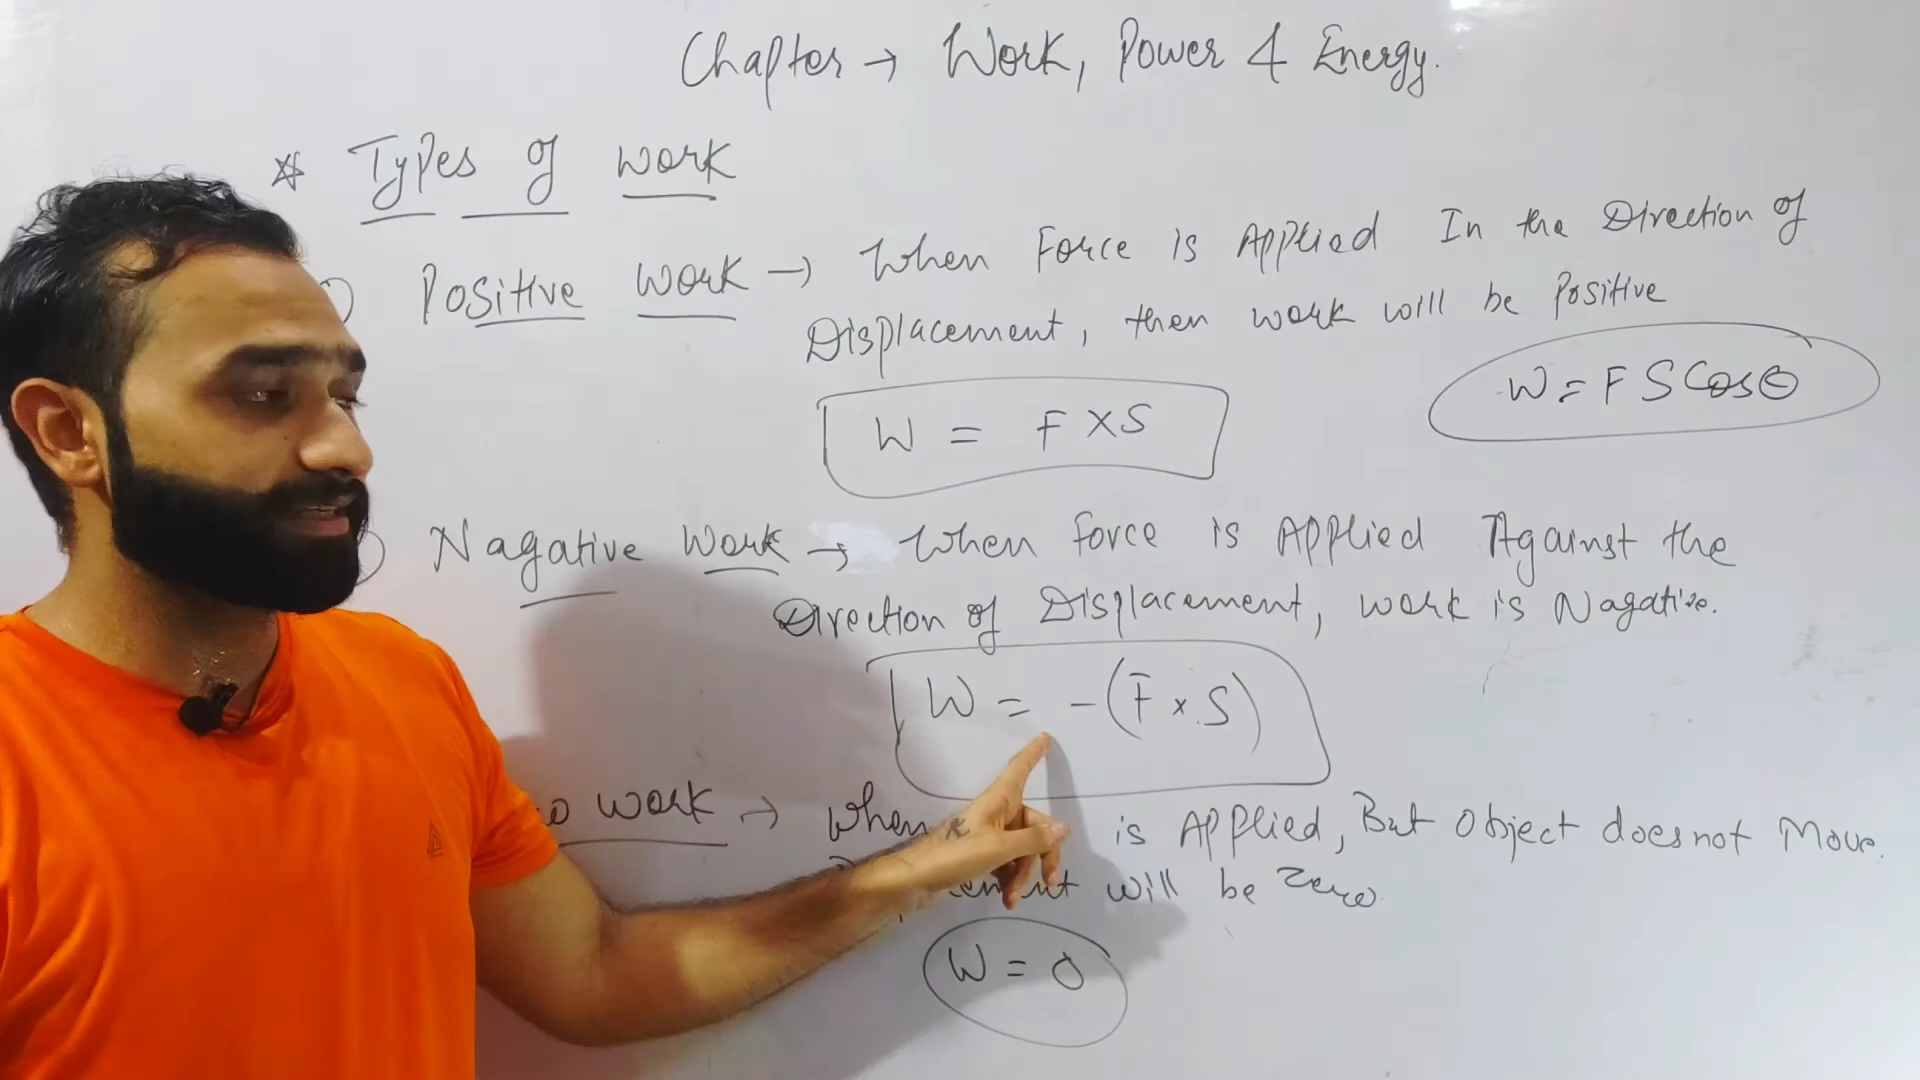 Chapter → Work, Power & Energy.
* Types of work
Positive work → When Force is Applied In the Direction of
Displacement, then work will be Positive
W = F S Cosθ
W = F X S
Nagative work → When force is Applied Against the
Direction of Displacement, work is Nagative.
W = -(F x S)
work → When is Applied, But Object does not Move.
will be Zero
W = 0